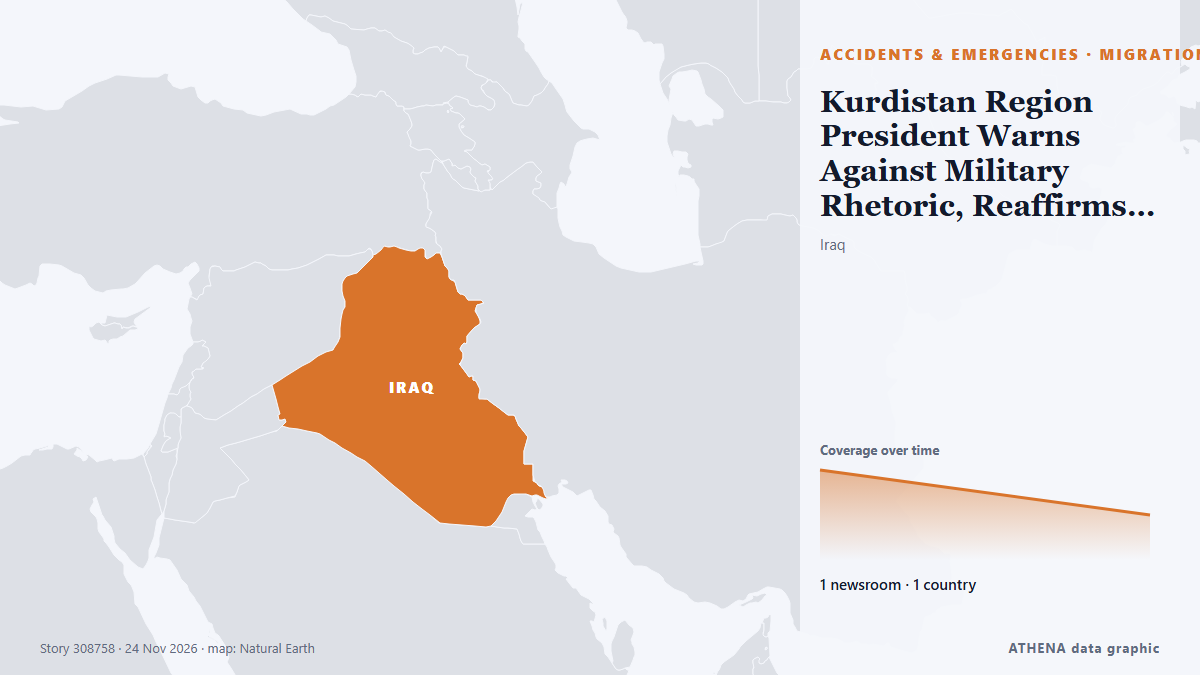 ACCIDENTS & EMERGENCIES · MIGRATION
Kurdistan Region
President Warns
Against Military
Rhetoric, Reaffirms...
Iraq
IRAQ
Coverage over time
1 newsroom · 1 country
Story 308758 · 24 Nov 2026 · map: Natural Earth
ATHENA data graphic